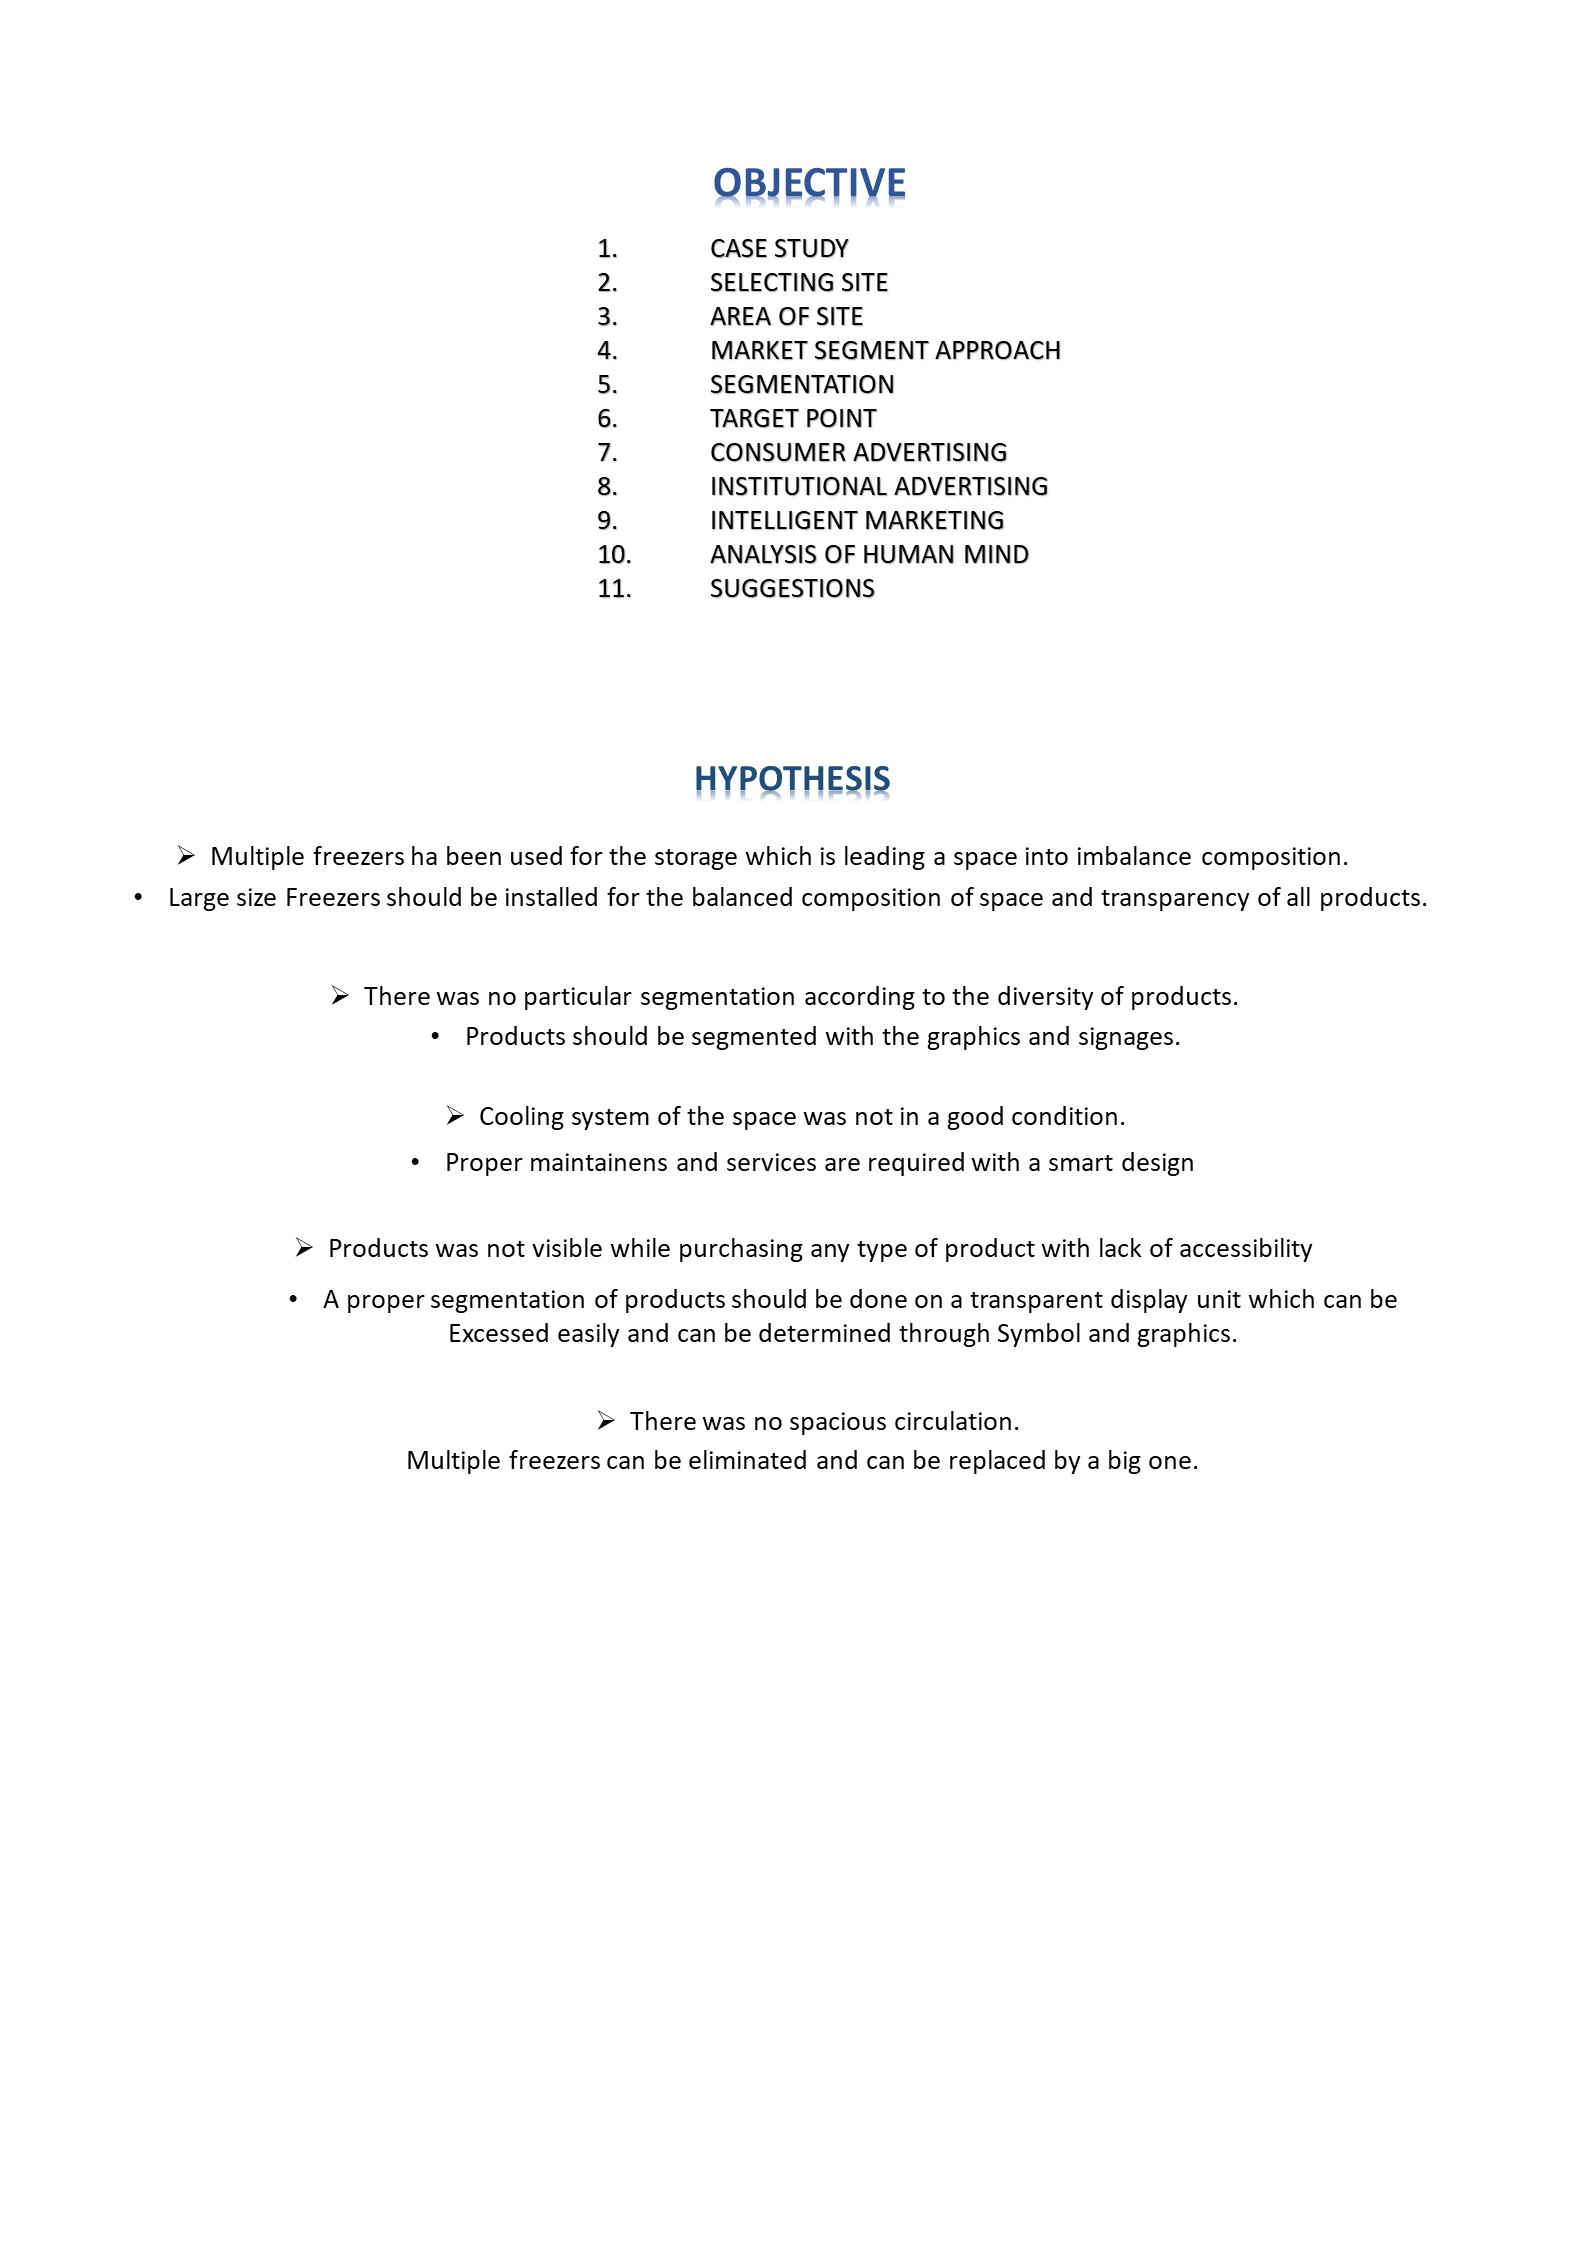 OBJECTIVE
1. CASE STUDY
2. SELECTING SITE
3. AREA OF SITE
4. MARKET SEGMENT APPROACH
5. SEGMENTATION
6. TARGET POINT
7. CONSUMER ADVERTISING
8. INSTITUTIONAL ADVERTISING
9. INTELLIGENT MARKETING
10. ANALYSIS OF HUMAN MIND
11. SUGGESTIONS
HYPOTHESIS
➢ Multiple freezers ha been used for the storage which is leading a space into imbalance composition.
• Large size Freezers should be installed for the balanced composition of space and transparency of all products.
➢ There was no particular segmentation according to the diversity of products.
• Products should be segmented with the graphics and signages.
➢ Cooling system of the space was not in a good condition.
• Proper maintainens and services are required with a smart design
➢ Products was not visible while purchasing any type of product with lack of accessibility
• A proper segmentation of products should be done on a transparent display unit which can be
Excessed easily and can be determined through Symbol and graphics.
➢ There was no spacious circulation.
Multiple freezers can be eliminated and can be replaced by a big one.